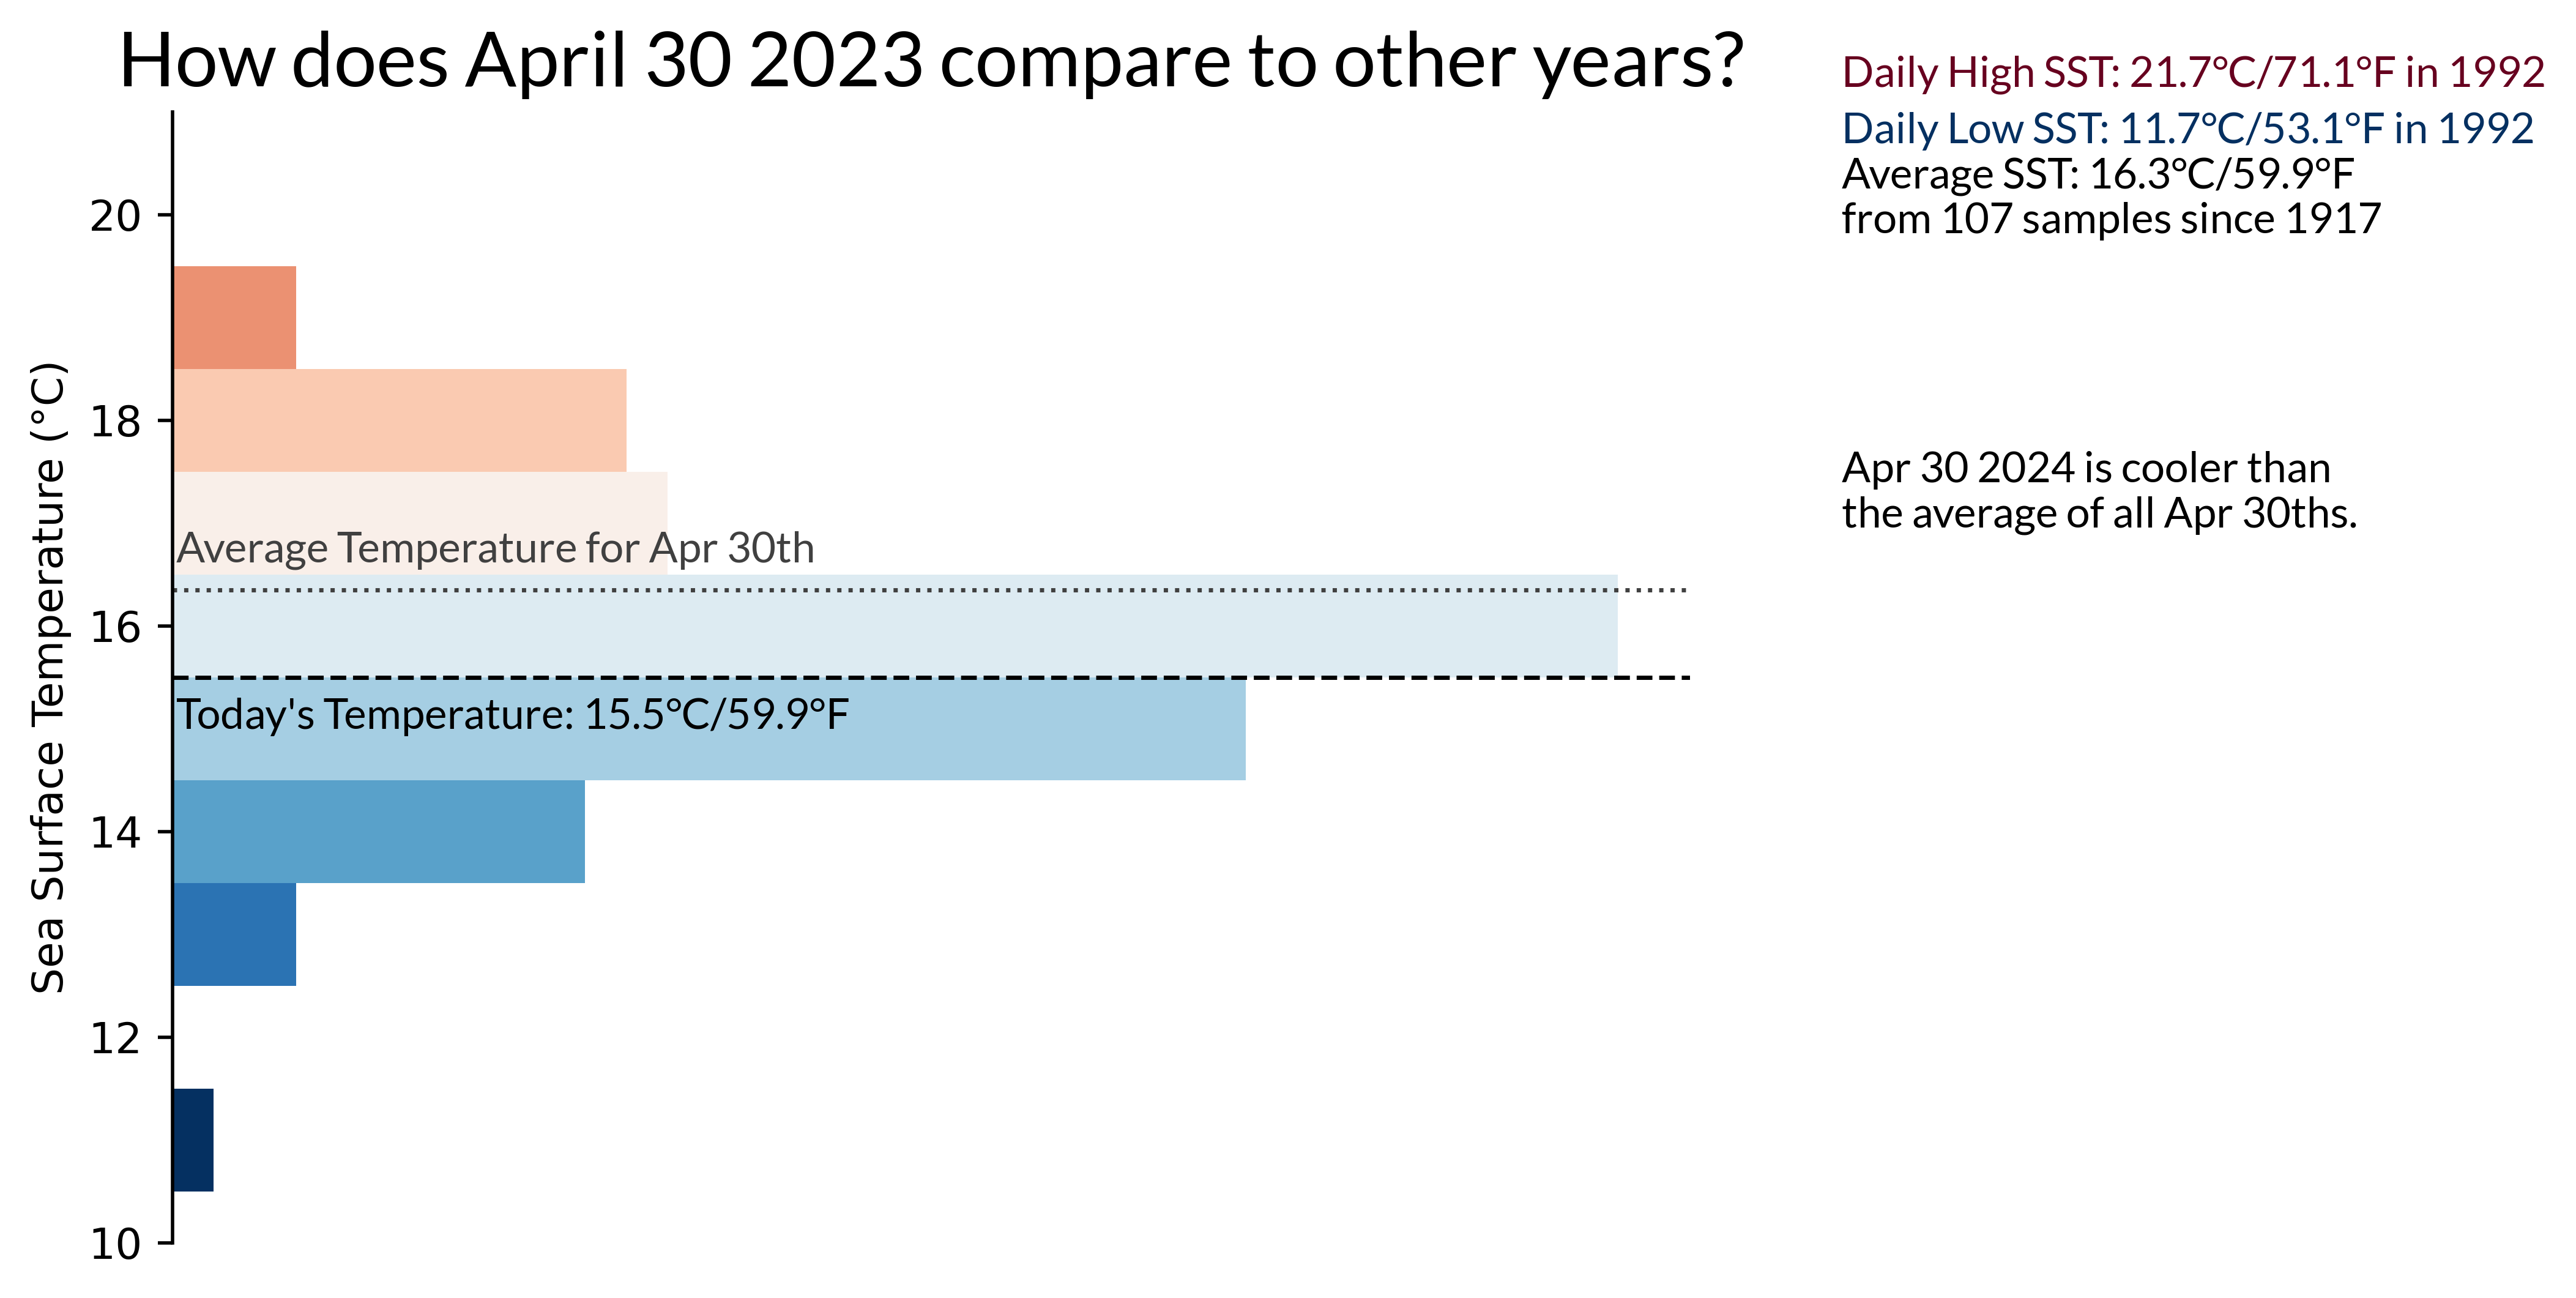 How does April 30 2023 compare to other years?
Daily High SST: 21.7°C/71.1°F in 1992
Daily Low SST: 11.7°C/53.1°F in 1992
Average SST: 16.3°C/59.9°F
from 107 samples since 1917
Apr 30 2024 is cooler than
the average of all Apr 30ths.
Sea Surface Temperature (°C)
20
18
16
14
12
10
Average Temperature for Apr 30th
Today's Temperature: 15.5°C/59.9°F